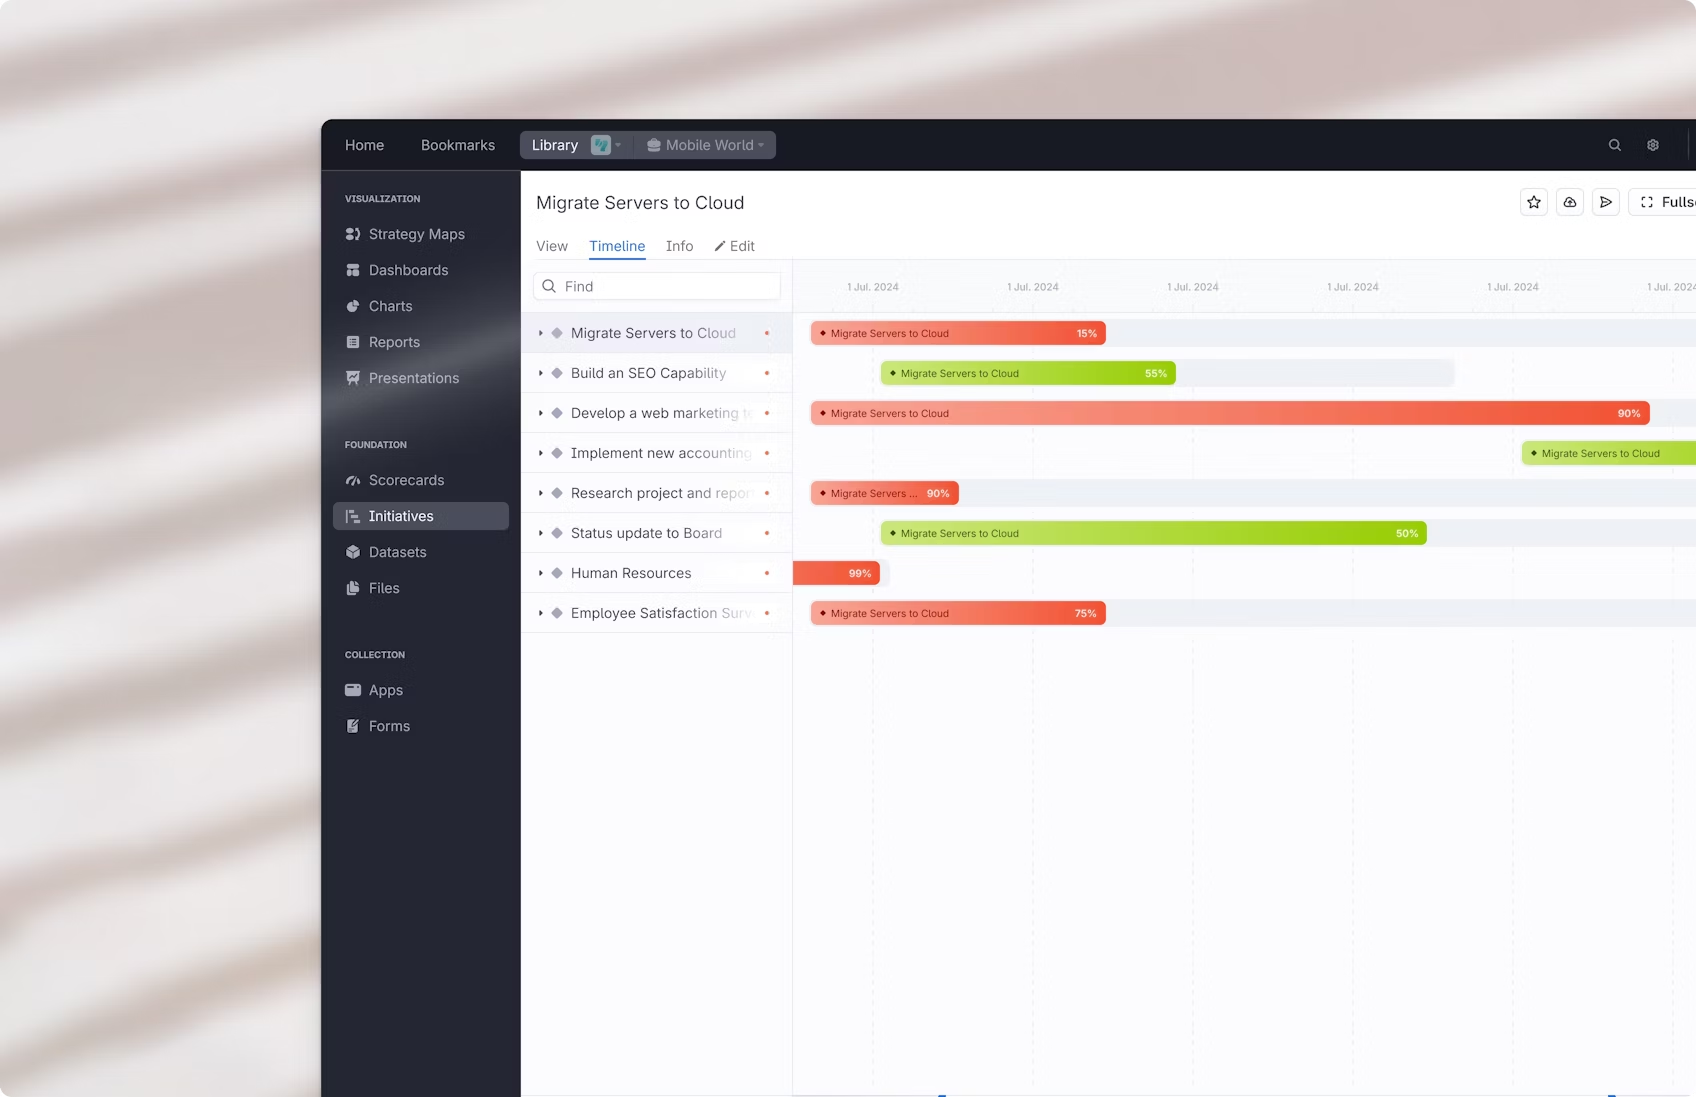 Home
Bookmarks
Library
Mobile World
VISUALIZATION
Strategy Maps
Dashboards
Charts
Reports
Presentations
FOUNDATION
Scorecards
Initiatives
Datasets
Files
COLLECTION
Apps
Forms
Migrate Servers to Cloud
Fulls
View
Timeline
Info
Edit
Find
1 Jul. 2024
1 Jul. 2024
1 Jul. 2024
1 Jul. 2024
1 Jul. 2024
1 Jul. 2024
Migrate Servers to Cloud
Migrate Servers to Cloud
15%
Build an SEO Capability
Migrate Servers to Cloud
55%
Develop a web marketing
Migrate Servers to Cloud
90%
Implement new accounting
Migrate Servers to Cloud
Research project and repor
Migrate Servers ...
90%
Status update to Board
Migrate Servers to Cloud
50%
Human Resources
99%
Employee Satisfaction Surv
Migrate Servers to Cloud
75%